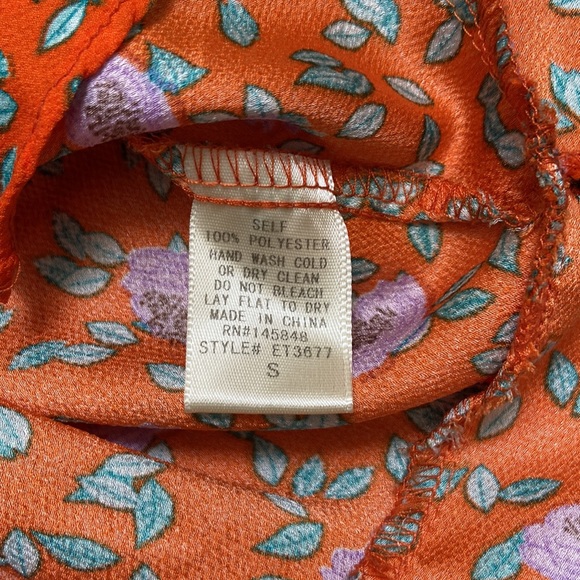 SELF
100% POLYESTER
HAND WASH COLD
OR DRY CLEAN
DO NOT BLEACH
LAY FLAT TO DRY
MADE IN CHINA
RN#145848
STYLE# ET3677
S